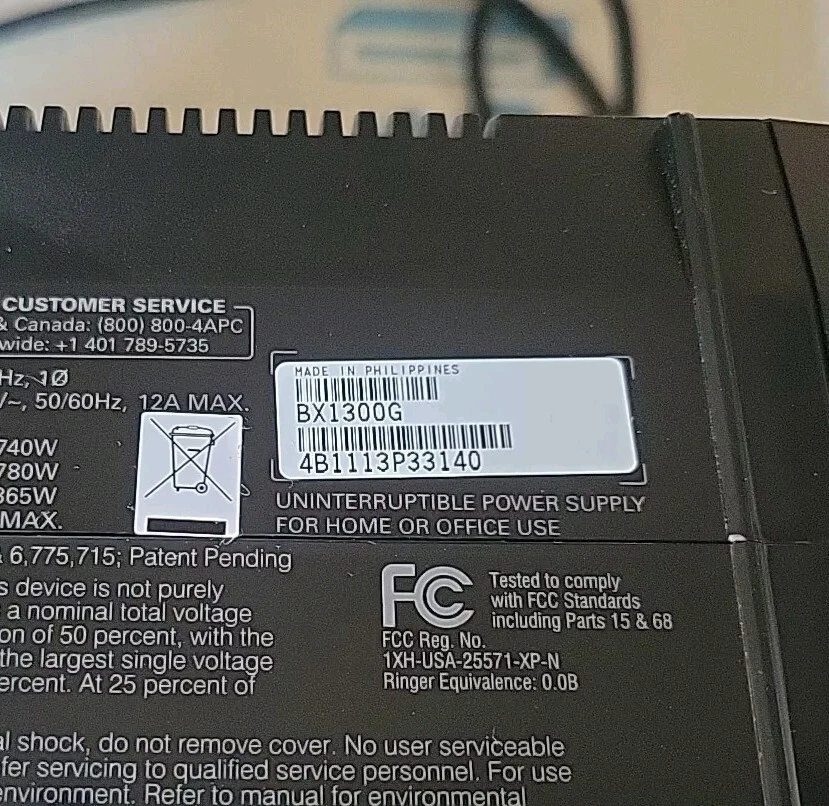 CUSTOMER SERVICE
& Canada: (800) 800-4APC
wide: +1 401 789-5735
Hz, 1Ø
/~, 50/60Hz, 12A MAX.
740W
780W
865W
MAX.
MADE IN PHILIPPINES
BX1300G
4B1113P33140
UNINTERRUPTIBLE POWER SUPPLY
FOR HOME OR OFFICE USE
& 6,775,715; Patent Pending
s device is not purely
a nominal total voltage
on of 50 percent, with the
the largest single voltage
ercent. At 25 percent of
FC
Tested to comply
with FCC Standards
including Parts 15 & 68
FCC Reg. No.
1XH-USA-25571-XP-N
Ringer Equivalence: 0.0B
al shock, do not remove cover. No user serviceable
fer servicing to qualified service personnel. For use
environment. Refer to manual for environmental